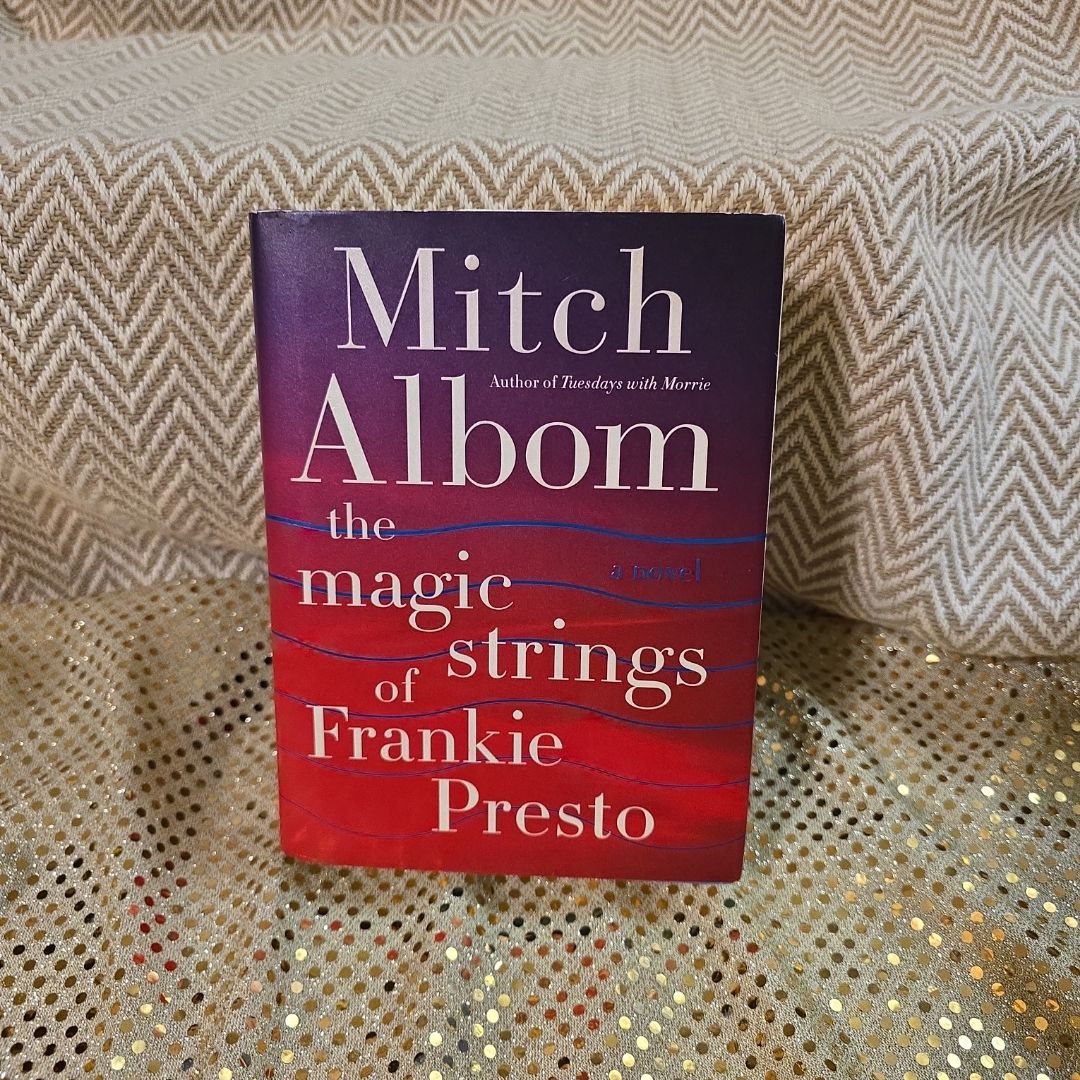 Mitch
Author of Tuesdays with Morrie
Albom
the
magic
a novel
strings
of
Frankie
Presto